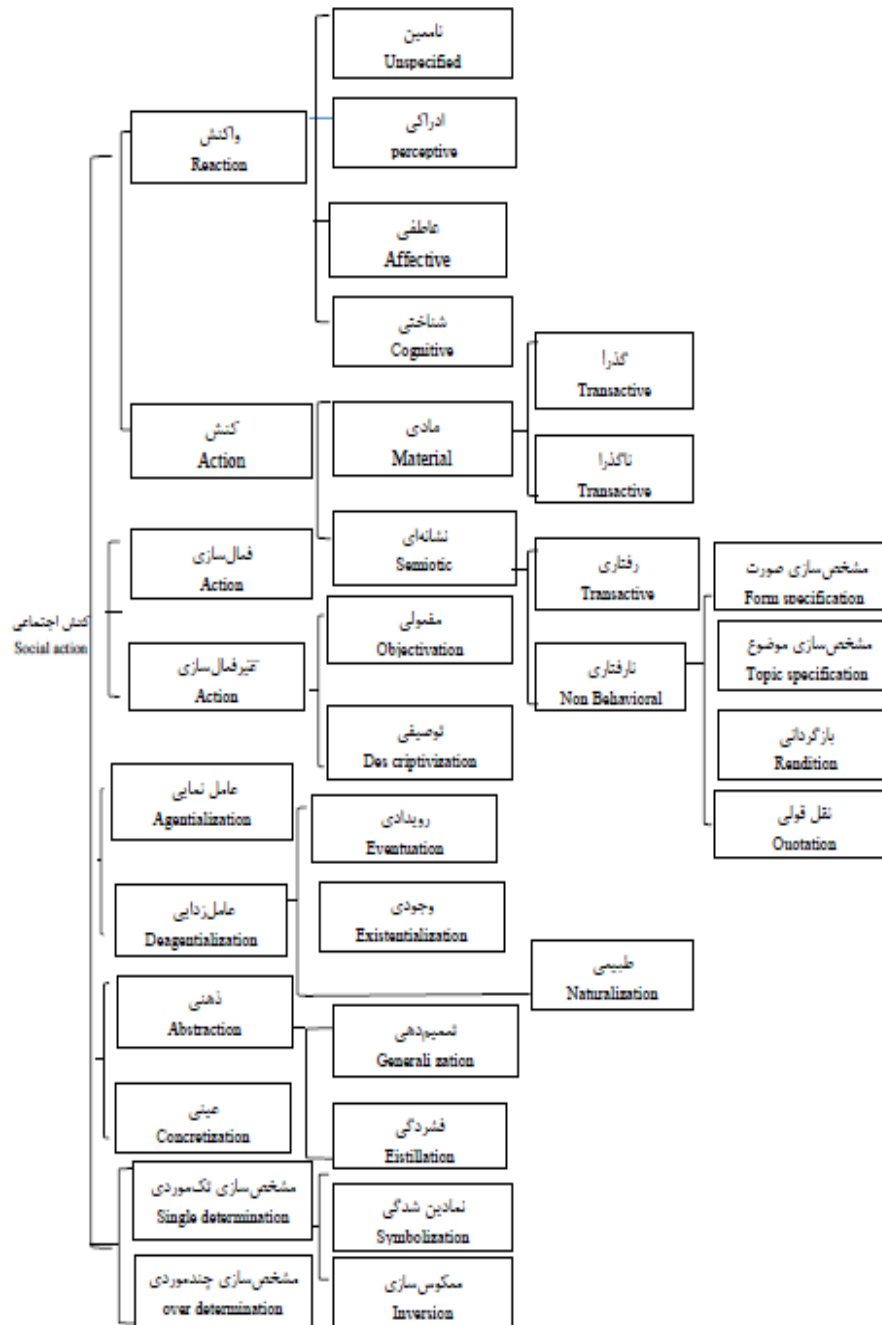 نامعین
Unspecified
ادراکی
perceptive
واکنش
Reaction
عاطفی
Affective
شناختی
Cognitive
گذرا
Transactive
کنش
Action
مادی
Material
ناگذرا
Transactive
فعال‌سازی
Action
نشانه‌ای
Semiotic
رفتاری
Transactive
مشخص‌سازی صورت
Form specification
کنش اجتماعی
Social action
مفعولی
Objectivation
مشخص‌سازی موضوع
Topic specification
غیرفعال‌سازی
Action
نارفتاری
Non Behavioral
توصیفی
Des criptivization
بازگردانی
Rendition
عامل نمایی
Agentialization
رویدادی
Eventuation
نقل قولی
Ouotation
عامل‌زدایی
Deagentialization
وجودی
Existentialization
طبیعی
Naturalization
ذهنی
Abstraction
تعمیم‌دهی
Generali zation
عینی
Concretization
فشردگی
Eistillation
مشخص‌سازی تک‌موردی
Single determination
نمادین شدگی
Symbolization
مشخص‌سازی چندموردی
over determination
معکوس‌سازی
Inversion